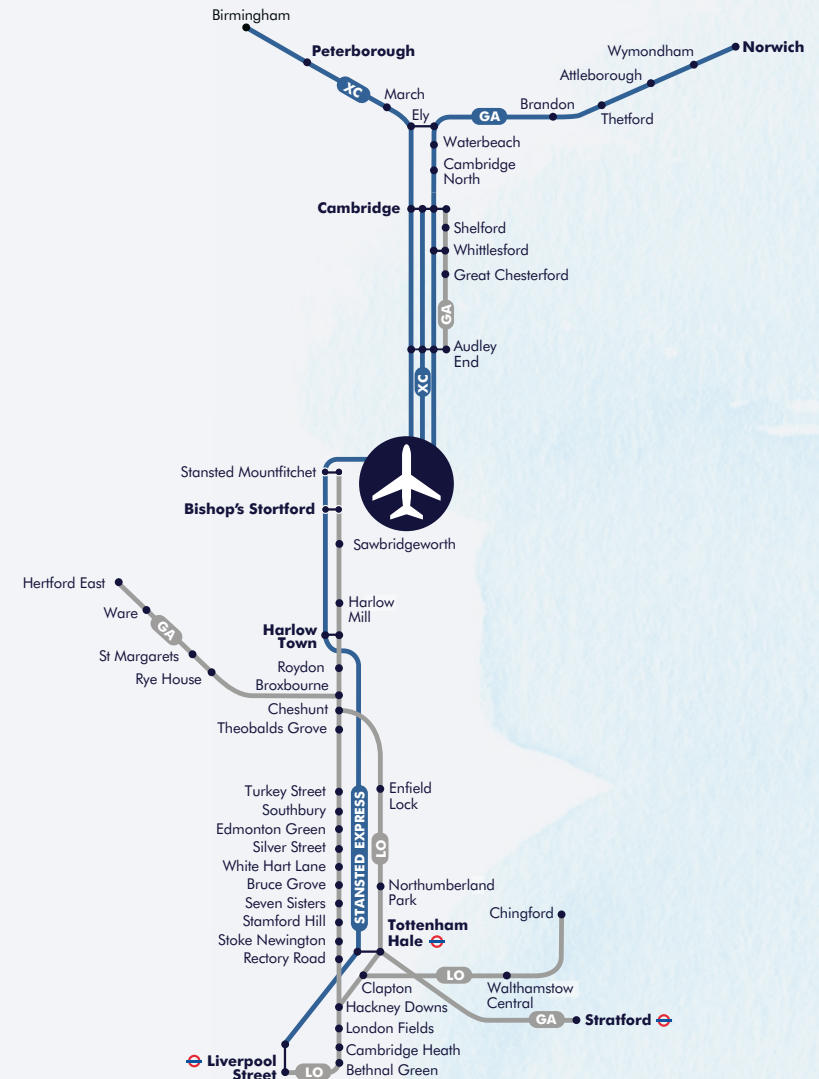 Birmingham
Peterborough
Wymondham
Norwich
Attleborough
XC
March
Brandon
Ely
GA
Thetford
Waterbeach
Cambridge
North
Cambridge
Shelford
Whittlesford
Great Chesterford
GA
Audley
End
XC
Stansted Mountfitchet
Bishop's Stortford
Sawbridgeworth
Hertford East
Harlow
Mill
Ware
GA
Harlow
Town
St Margarets
Roydon
Rye House
Broxbourne
Cheshunt
Theobalds Grove
Turkey Street
Enfield
Lock
Southbury
Edmonton Green
Silver Street
LO
STANSTED EXPRESS
White Hart Lane
Bruce Grove
Northumberland
Park
Seven Sisters
Chingford
Stamford Hill
Tottenham
Hale
Stoke Newington
Rectory Road
LO
Clapton
Walthamstow
Central
Hackney Downs
GA
Stratford
London Fields
Cambridge Heath
Liverpool
Street
LO
Bethnal Green